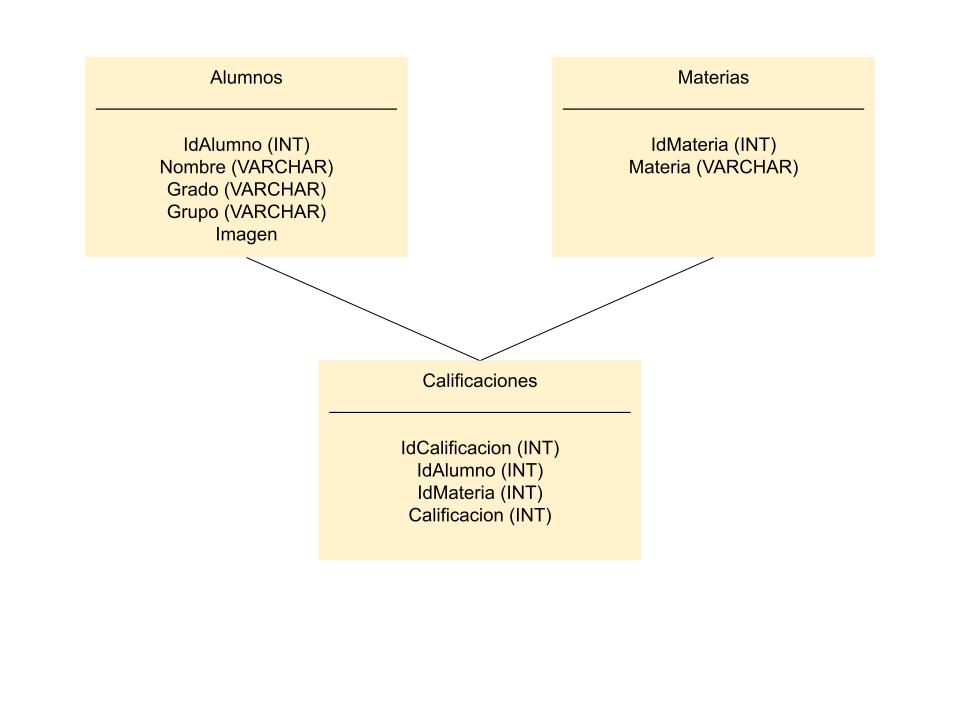 Alumnos
IdAlumno (INT)
Nombre (VARCHAR)
Grado (VARCHAR)
Grupo (VARCHAR)
Imagen
Materias
IdMateria (INT)
Materia (VARCHAR)
Calificaciones
IdCalificacion (INT)
IdAlumno (INT)
IdMateria (INT)
Calificacion (INT)